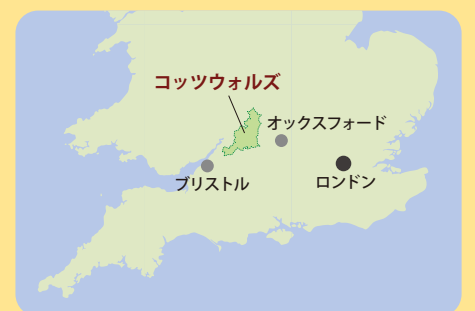 コッツウォルズ
オックスフォード
ブリストル
ロンドン